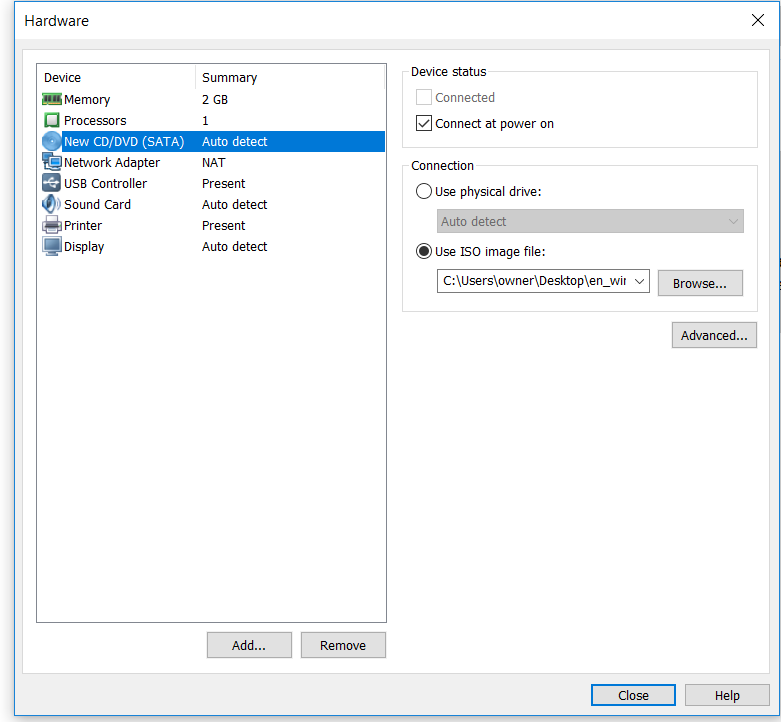 Hardware
Device Summary
Memory 2 GB
Processors 1
New CD/DVD (SATA) Auto detect
Network Adapter NAT
USB Controller Present
Sound Card Auto detect
Printer Present
Display Auto detect
Add...
Remove
Device status
Connected
Connect at power on
Connection
Use physical drive:
Auto detect
Use ISO image file:
C:\Users\owner\Desktop\en_wir
Browse...
Advanced...
Close
Help